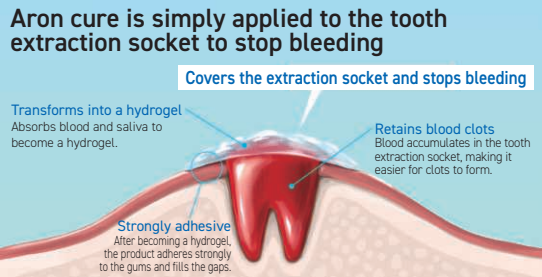 Aron cure is simply applied to the tooth
extraction socket to stop bleeding
Covers the extraction socket and stops bleeding
Transforms into a hydrogel
Absorbs blood and saliva to
become a hydrogel.
Retains blood clots
Blood accumulates in the tooth
extraction socket, making it
easier for clots to form.
Strongly adhesive
After becoming a hydrogel,
the product adheres strongly
to the gums and fills the gaps.